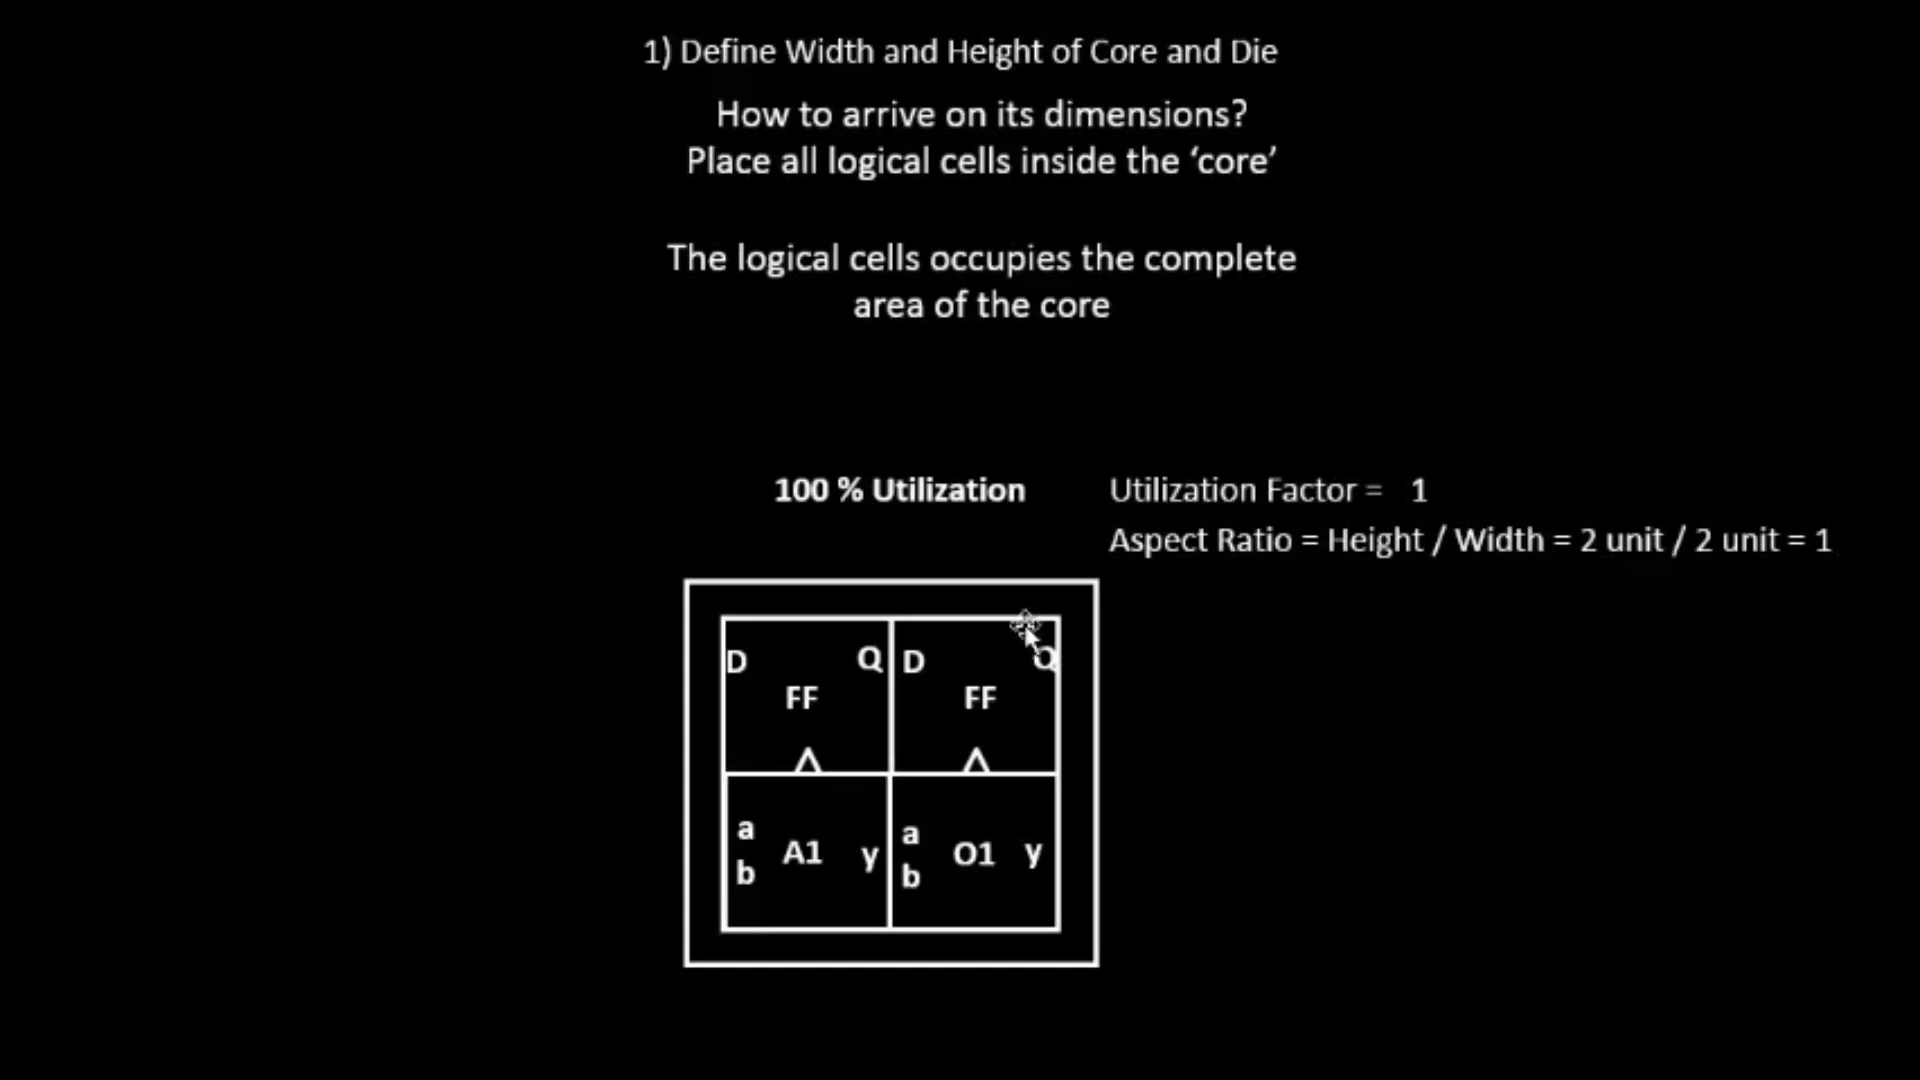 1) Define Width and Height of Core and Die
How to arrive on its dimensions?
Place all logical cells inside the ‘core’
The logical cells occupies the complete
area of the core
100 % Utilization
Utilization Factor = 1
Aspect Ratio = Height / Width = 2 unit / 2 unit = 1
D Q D Q
FF FF
a A1 y a O1 y
b b